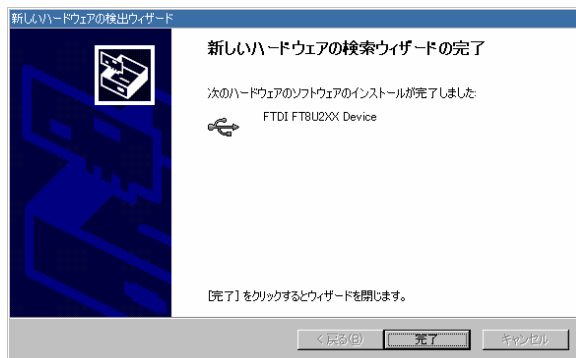 新しいハードウェアの検出ウィザード
新しいハードウェアの検索ウィザードの完了
次のハードウェアのソフトウェアのインストールが完了しました:
FTDI FT8U2XX Device
[完了] をクリックするとウィザードを閉じます。
< 戻る(B)
完了
キャンセル